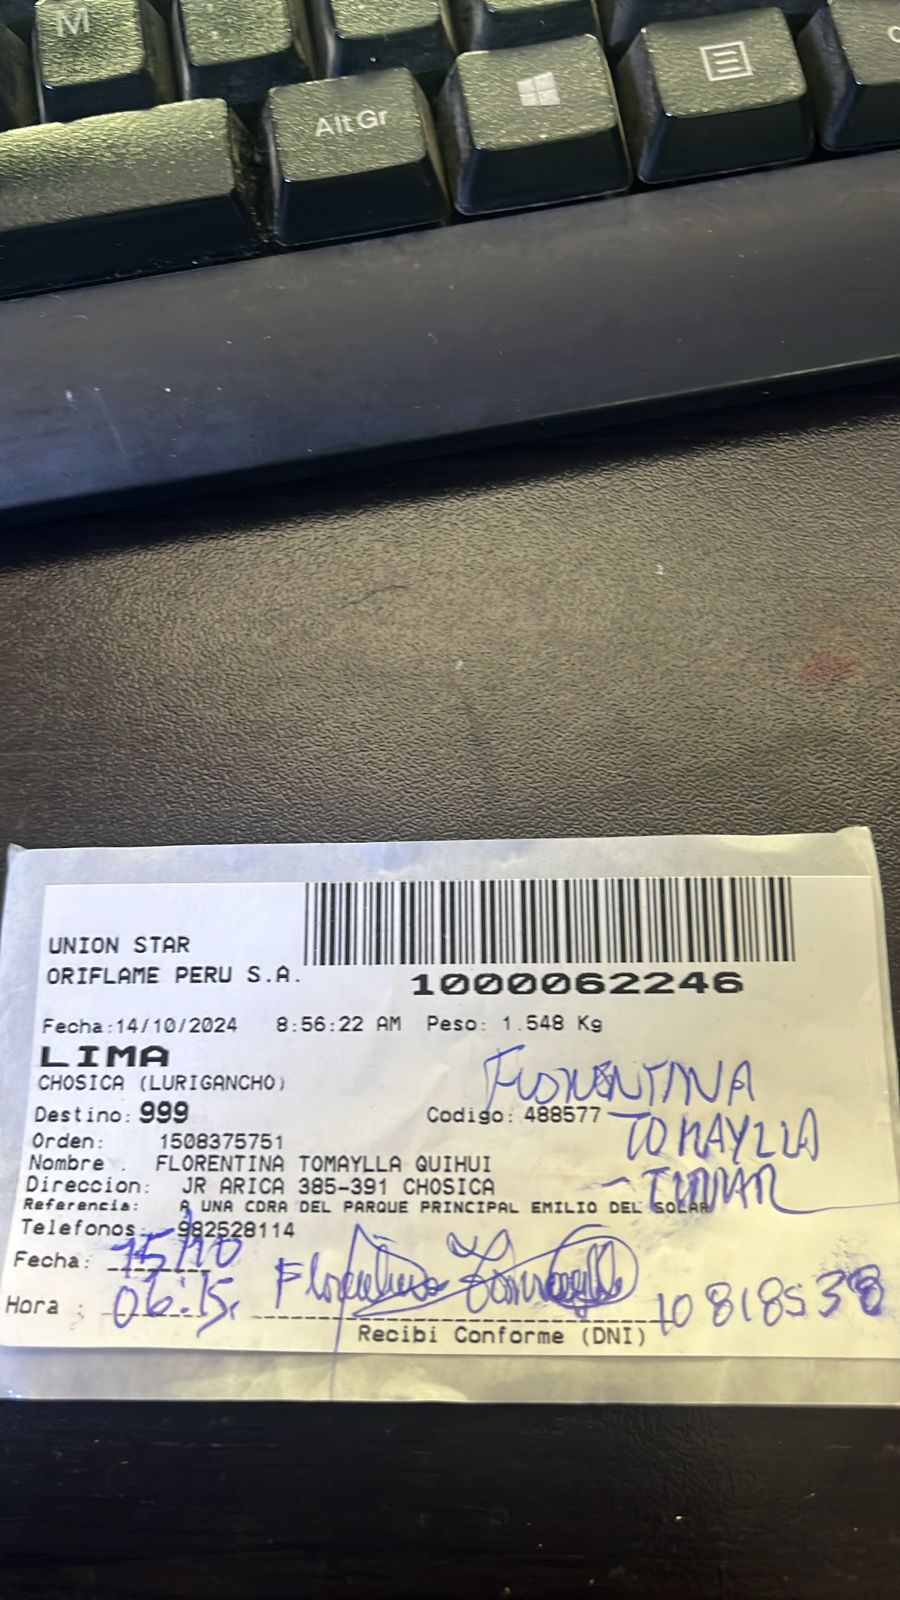 M
AltGr
UNION STAR
ORIFLAME PERU S.A.
1000062246
Fecha:14/10/2024 8:56:22 AM Peso: 1.548 Kg
LIMA
CHOSICA (LURIGANCHO)
FLORENTINA
Destino: 999 Codigo: 488577
TOMAYLLA
Orden: 1508375751
Nombre : FLORENTINA TOMAYLLA QUIHUI
Direccion: JR ARICA 385-391 CHOSICA
Referencia: A UNA CDRA DEL PARQUE PRINCIPAL EMILIO DEL SOLAR
Telefonos: 982528114
Fecha: 15/10
Hora : 06:15
Florentina
10818538
Recibi Conforme (DNI)